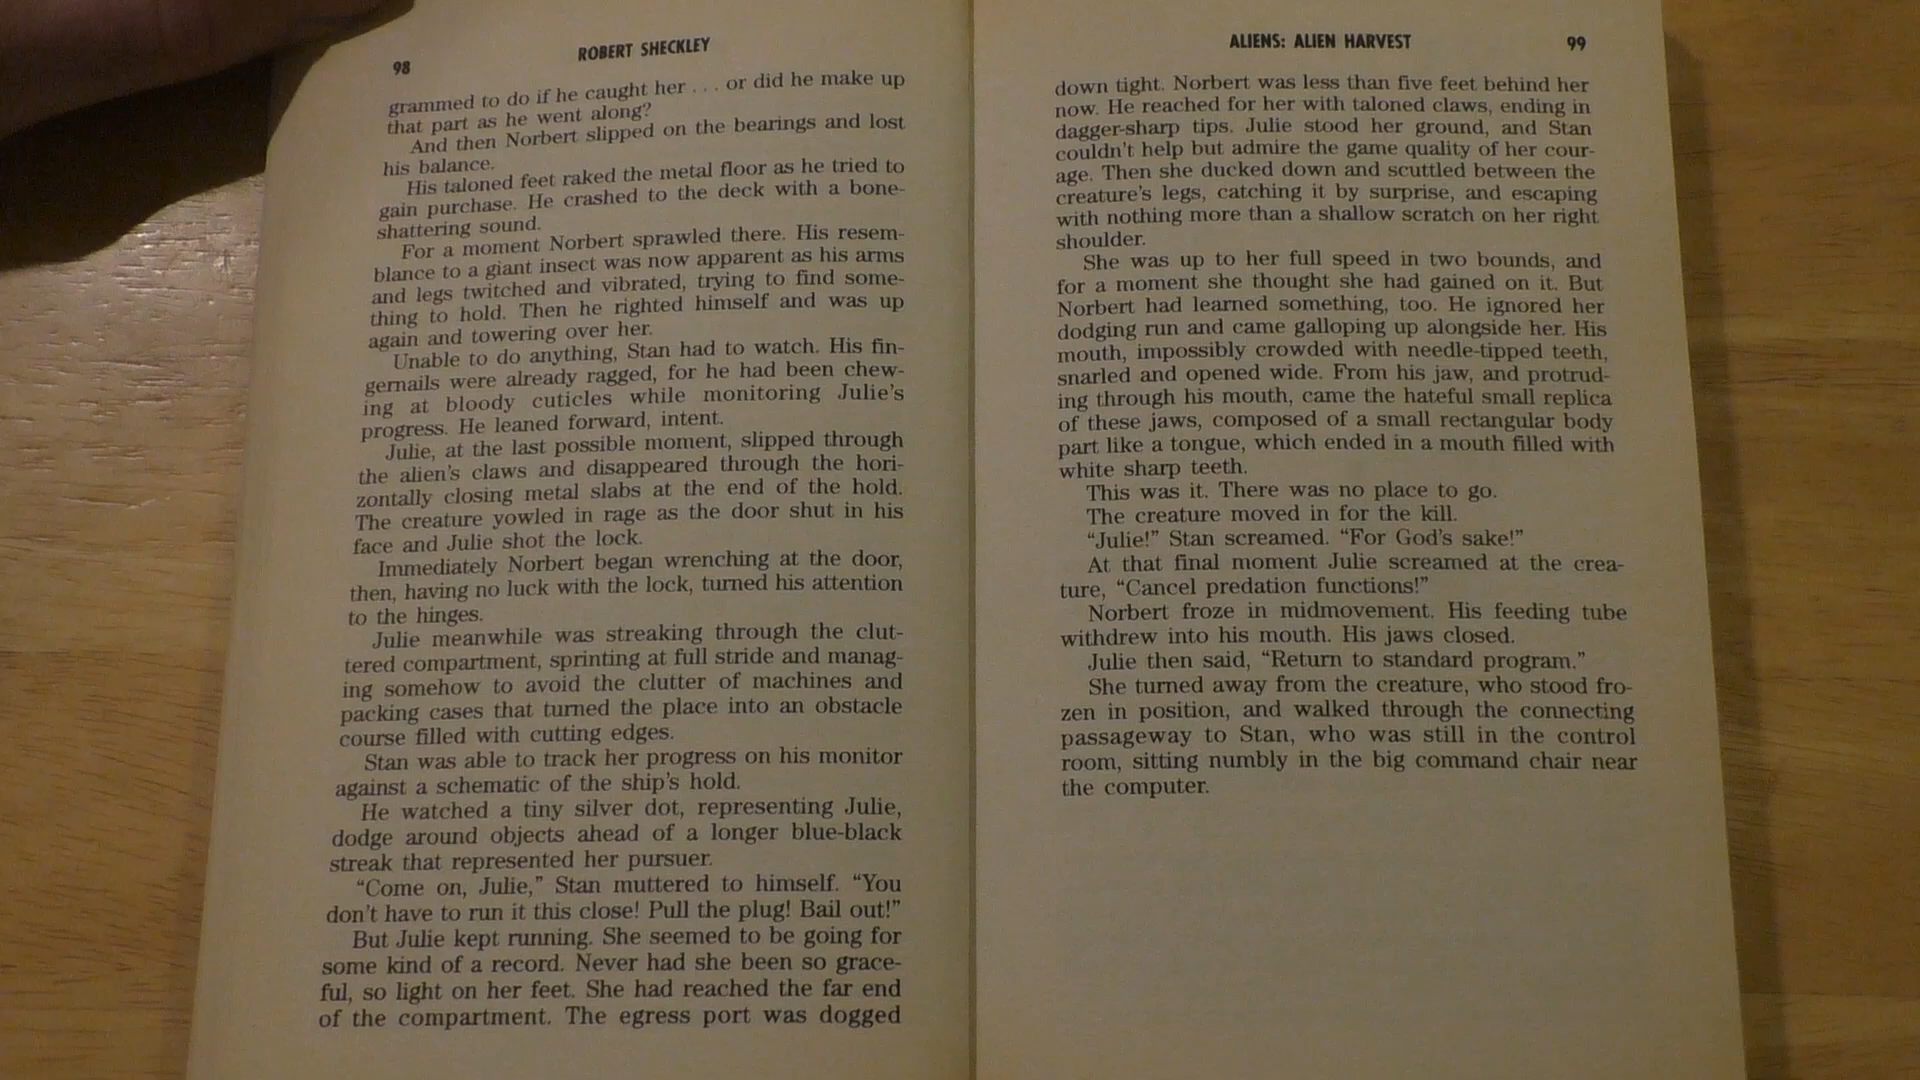 98
ROBERT SHECKLEY
grammed to do if he caught her . . . or did he make up
that part as he went along?
And then Norbert slipped on the bearings and lost
his balance.
His taloned feet raked the metal floor as he tried to
gain purchase. He crashed to the deck with a bone-
shattering sound.
For a moment Norbert sprawled there. His resem-
blance to a giant insect was now apparent as his arms
and legs twitched and vibrated, trying to find some-
thing to hold. Then he righted himself and was up
again and towering over her.
Unable to do anything, Stan had to watch. His fin-
gernails were already ragged, for he had been chew-
ing at bloody cuticles while monitoring Julie's
progress. He leaned forward, intent.
Julie, at the last possible moment, slipped through
the alien's claws and disappeared through the hori-
zontally closing metal slabs at the end of the hold.
The creature yowled in rage as the door shut in his
face and Julie shot the lock.
Immediately Norbert began wrenching at the door,
then, having no luck with the lock, turned his attention
to the hinges.
Julie meanwhile was streaking through the clut-
tered compartment, sprinting at full stride and manag-
ing somehow to avoid the clutter of machines and
packing cases that turned the place into an obstacle
course filled with cutting edges.
Stan was able to track her progress on his monitor
against a schematic of the ship's hold.
He watched a tiny silver dot, representing Julie,
dodge around objects ahead of a longer blue-black
streak that represented her pursuer.
“Come on, Julie,” Stan muttered to himself. “You
don't have to run it this close! Pull the plug! Bail out!”
But Julie kept running. She seemed to be going for
some kind of a record. Never had she been so grace-
ful, so light on her feet. She had reached the far end
of the compartment. The egress port was dogged
ALIENS: ALIEN HARVEST
99
down tight. Norbert was less than five feet behind her
now. He reached for her with taloned claws, ending in
dagger-sharp tips. Julie stood her ground, and Stan
couldn't help but admire the game quality of her cour-
age. Then she ducked down and scuttled between the
creature's legs, catching it by surprise, and escaping
with nothing more than a shallow scratch on her right
shoulder.
She was up to her full speed in two bounds, and
for a moment she thought she had gained on it. But
Norbert had learned something, too. He ignored her
dodging run and came galloping up alongside her. His
mouth, impossibly crowded with needle-tipped teeth,
snarled and opened wide. From his jaw, and protrud-
ing through his mouth, came the hateful small replica
of these jaws, composed of a small rectangular body
part like a tongue, which ended in a mouth filled with
white sharp teeth.
This was it. There was no place to go.
The creature moved in for the kill.
“Julie!” Stan screamed. “For God's sake!”
At that final moment Julie screamed at the crea-
ture, “Cancel predation functions!”
Norbert froze in midmovement. His feeding tube
withdrew into his mouth. His jaws closed.
Julie then said, “Return to standard program.”
She turned away from the creature, who stood fro-
zen in position, and walked through the connecting
passageway to Stan, who was still in the control
room, sitting numbly in the big command chair near
the computer.